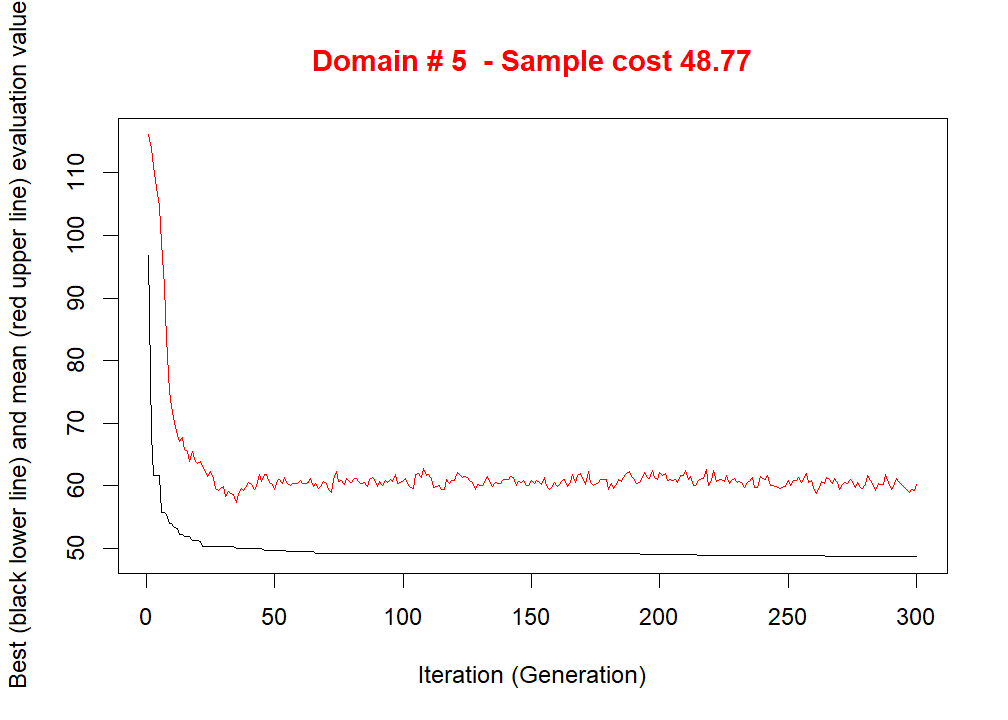 Domain # 5  - Sample cost 48.77
Best (black lower line) and mean (red upper line) evaluation value
110
100
90
80
70
60
50
0 50 100 150 200 250 300
Iteration (Generation)